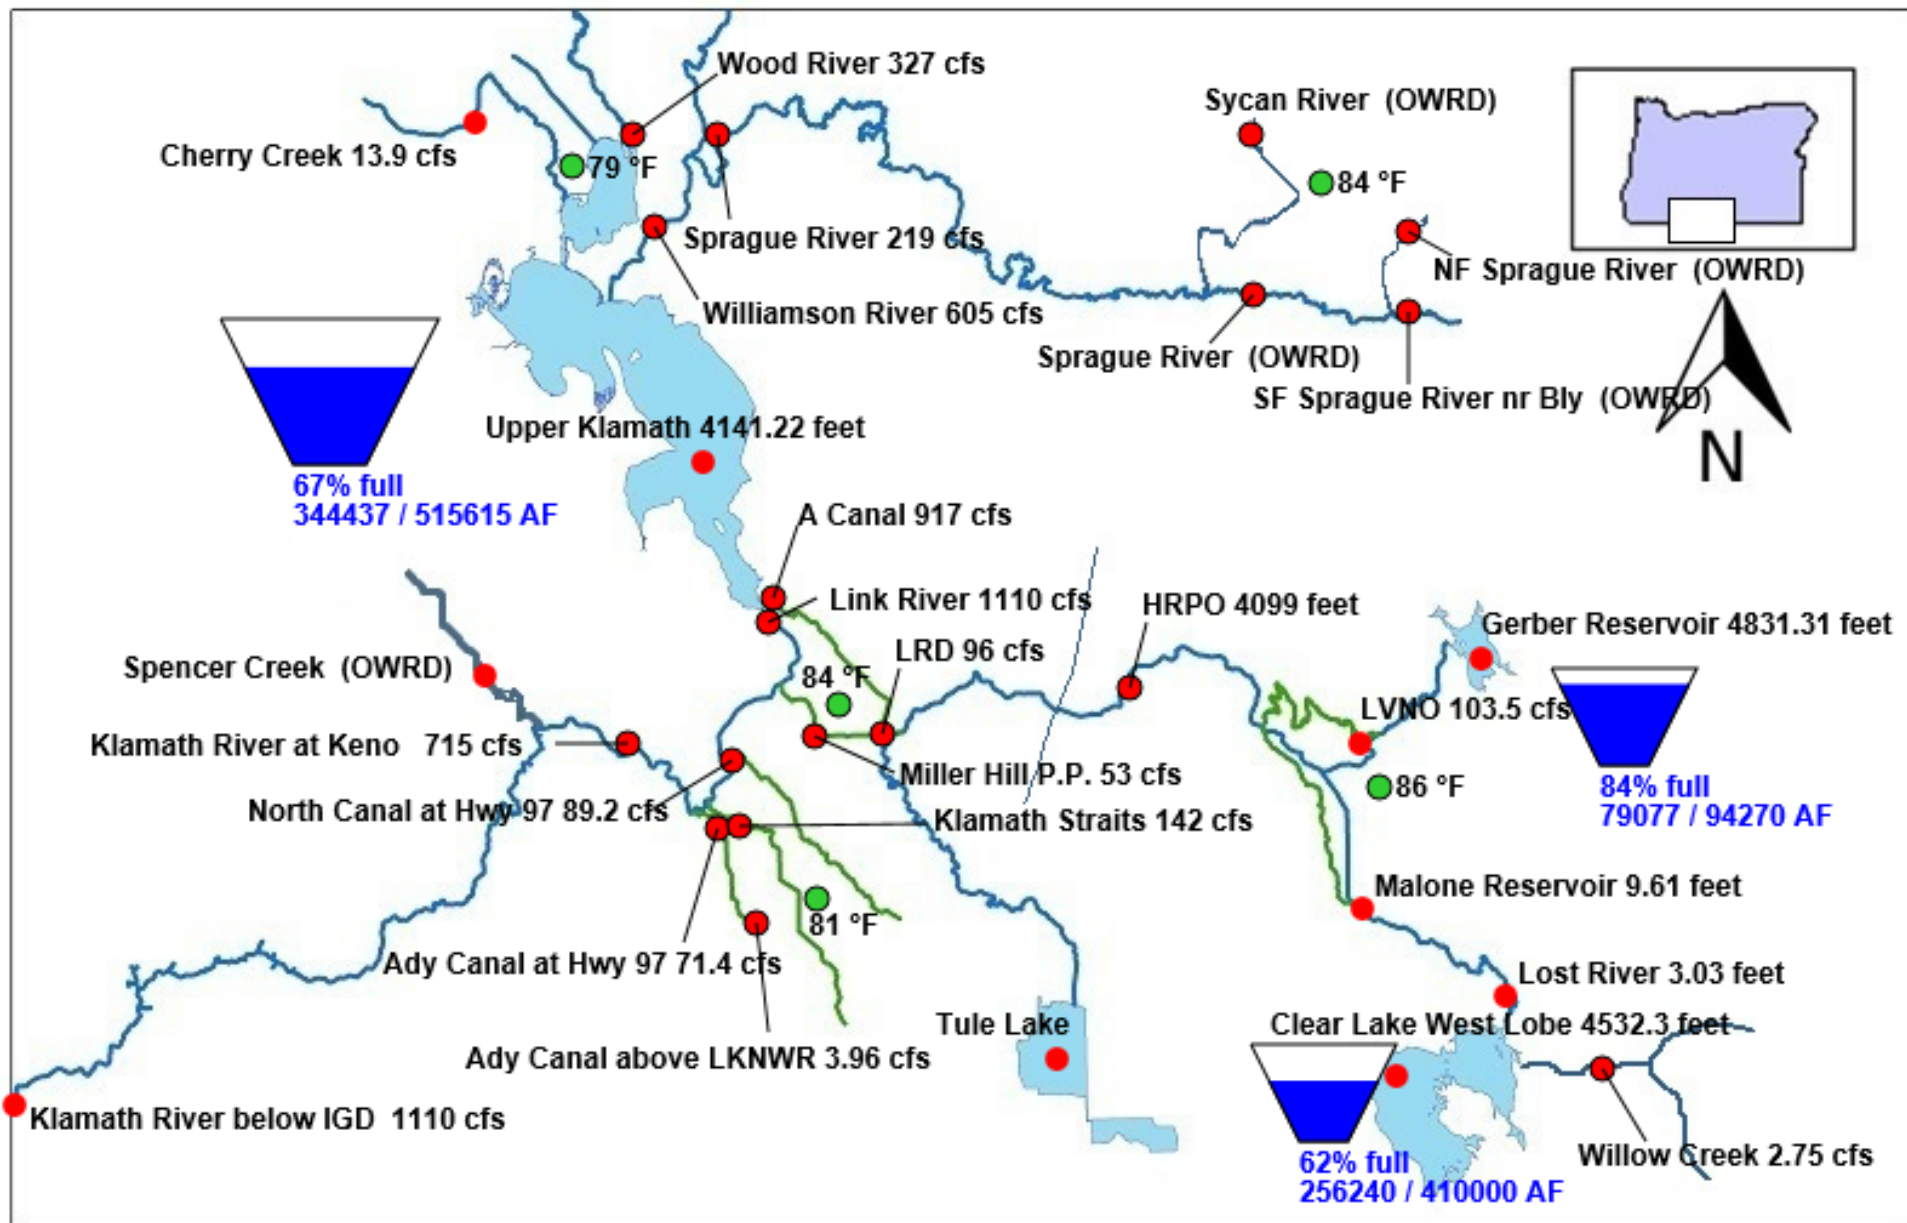 Wood River 327 cfs
Sycan River (OWRD)
Cherry Creek 13.9 cfs
79 °F
84 °F
Sprague River 219 cfs
NF Sprague River (OWRD)
Williamson River 605 cfs
Sprague River (OWRD)
SF Sprague River nr Bly (OWRD)
N
Upper Klamath 4141.22 feet
67% full
344437 / 515615 AF
A Canal 917 cfs
Link River 1110 cfs
HRPO 4099 feet
Gerber Reservoir 4831.31 feet
LRD 96 cfs
Spencer Creek (OWRD)
84 °F
LVNO 103.5 cfs
Klamath River at Keno 715 cfs
Miller Hill P.P. 53 cfs
86 °F
84% full
79077 / 94270 AF
North Canal at Hwy 97 89.2 cfs
Klamath Straits 142 cfs
Malone Reservoir 9.61 feet
81 °F
Ady Canal at Hwy 97 71.4 cfs
Lost River 3.03 feet
Tule Lake
Clear Lake West Lobe 4532.3 feet
Ady Canal above LKNWR 3.96 cfs
Klamath River below IGD 1110 cfs
Willow Creek 2.75 cfs
62% full
256240 / 410000 AF